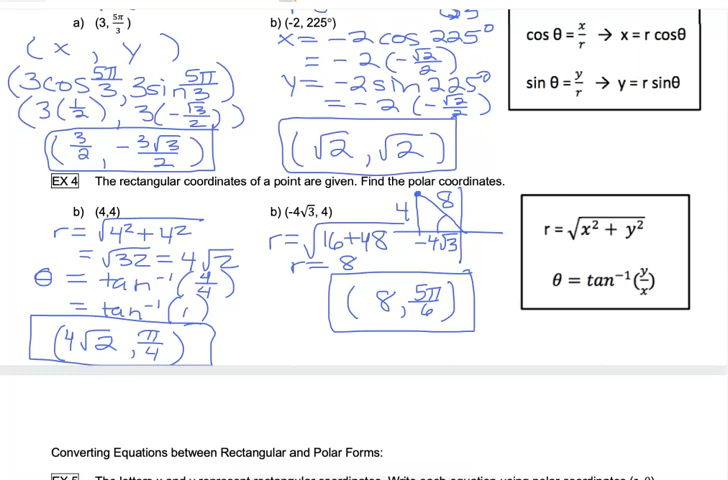 a) (3, 5π/3)
(x, y)
(3cos 5π/3, 3sin 5π/3)
(3(1/2), 3(-√3/2))
(3/2, -3√3/2)
b) (-2, 225°)
x = -2 cos 225°
= -2(-√2/2)
y = -2 sin 225°
= -2(-√2/2)
(√2, √2)
cos θ = x/r → x = r cosθ
sin θ = y/r → y = r sinθ
EX 4 The rectangular coordinates of a point are given. Find the polar coordinates.
b) (4,4)
r = √4² + 4²
= √32 = 4√2
θ = tan⁻¹(4/4)
= tan⁻¹(1)
(4√2, π/4)
b) (-4√3, 4)
r = √16+48
r = 8
4
8
-4√3
(8, 5π/6)
r = √x² + y²
θ = tan⁻¹(y/x)
Converting Equations between Rectangular and Polar Forms: